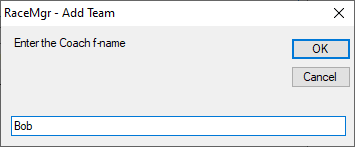 RaceMgr - Add Team
Enter the Coach f-name
OK
Cancel
Bob